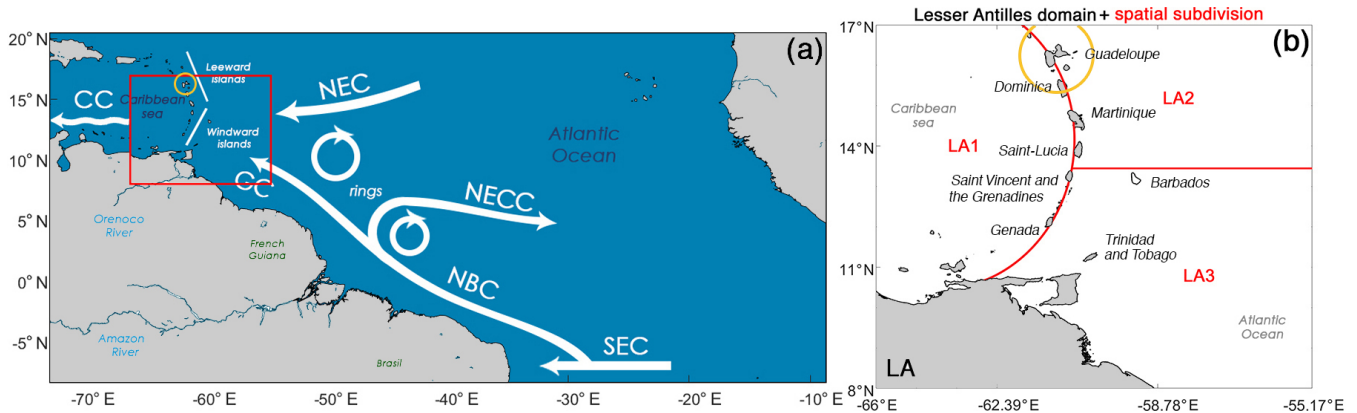 (a)
20° N
15° N
10° N
5° N
0° N
-5° N
-70° E
-60° E
-50° E
-40° E
-30° E
-20° E
-10° E
Leeward
islands
CC
Caribbean
sea
Windward
islands
NEC
Atlantic
Ocean
GC
rings
NECC
Orenoco
River
French
Guiana
NBC
Amazon
River
Brasil
SEC
Lesser Antilles domain + spatial subdivision
(b)
17° N
14° N
11° N
8° N
-66° E
-62.39° E
-58.78° E
-55.17° E
Guadeloupe
Dominica
LA2
Caribbean
sea
Martinique
LA1
Saint-Lucia
Saint Vincent and
the Grenadines
Barbados
Genada
Trinidad
and Tobago
LA3
Atlantic
Ocean
LA